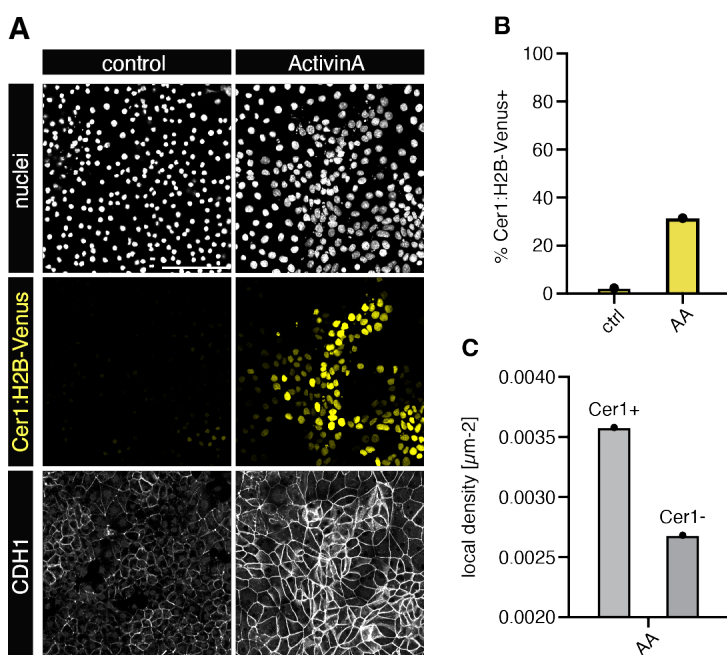 A
control
ActivinA
nuclei
Cer1:H2B-Venus
CDH1
B
% Cer1:H2B-Venus+
100
80
60
40
20
0
ctrl
AA
C
local density [µm-2]
0.0040
0.0035
0.0030
0.0025
0.0020
Cer1+
Cer1-
AA